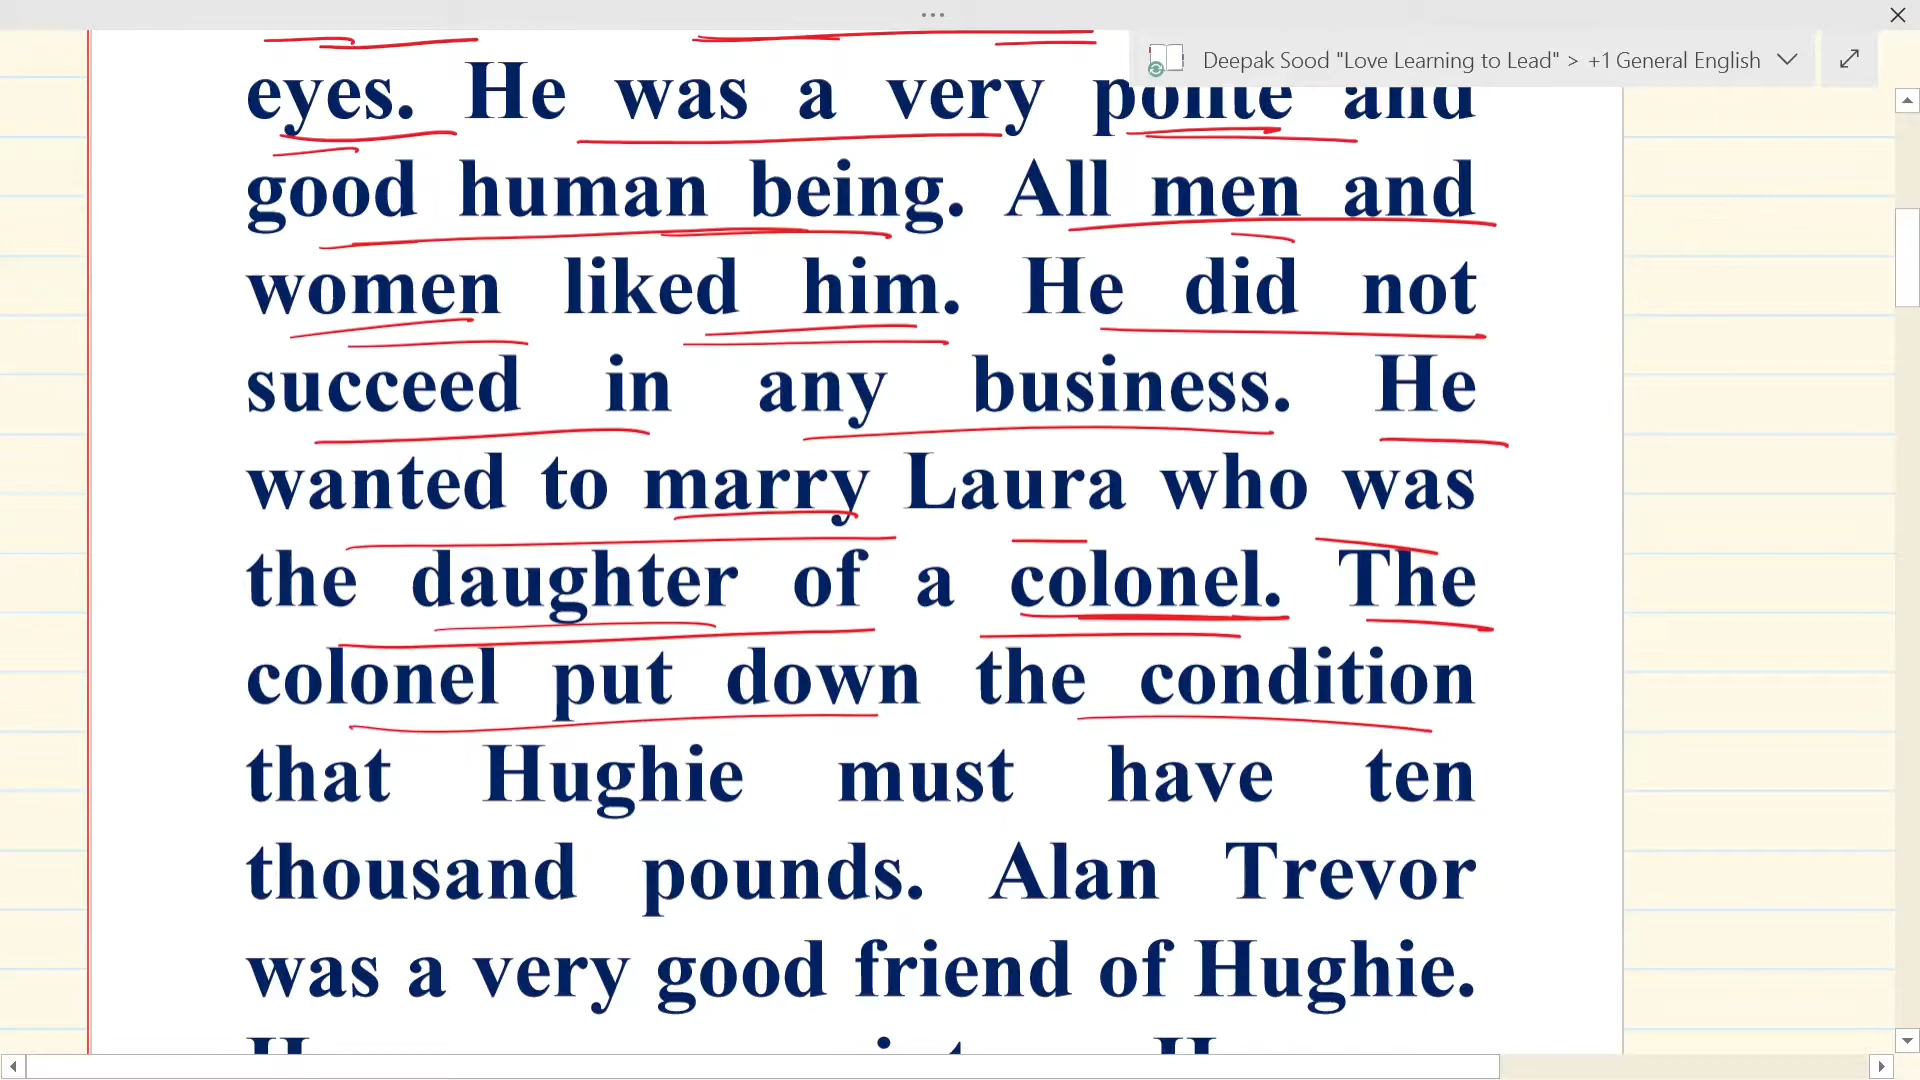 Deepak Sood "Love Learning to Lead" > +1 General English
eyes. He was a very polite and
good human being. All men and
women liked him. He did not
succeed in any business. He
wanted to marry Laura who was
the daughter of a colonel. The
colonel put down the condition
that Hughie must have ten
thousand pounds. Alan Trevor
was a very good friend of Hughie.